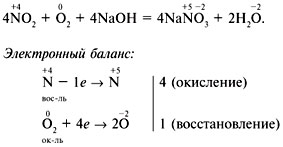 +4 0 +5 −2 −2
4NO₂ + O₂ + 4NaOH = 4NaNO₃ + 2H₂O.
Электронный баланс:
+4 +5
N − 1e → N 4 (окисление)
вос-ль
0 −2
O₂ + 4e → 2O 1 (восстановление)
ок-ль